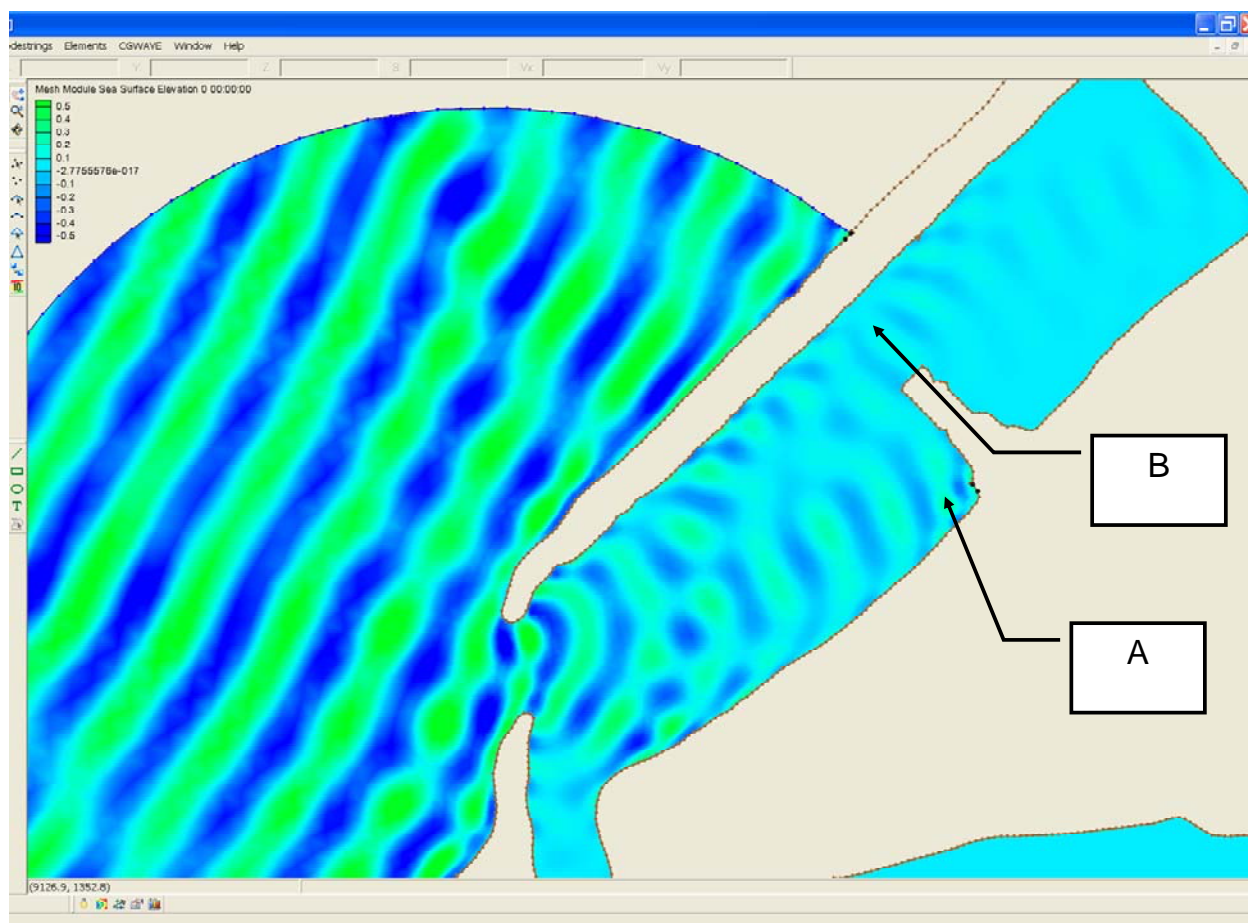 destrings Elements CGWAVE Window Help
Y Z S Vx Vy
Mesh Module Sea Surface Elevation 0 00:00:00
0.5
0.4
0.3
0.2
0.1
-2.7755576e-017
-0.1
-0.2
-0.3
-0.4
-0.5
T
B
A
(9126.9, 1352.8)